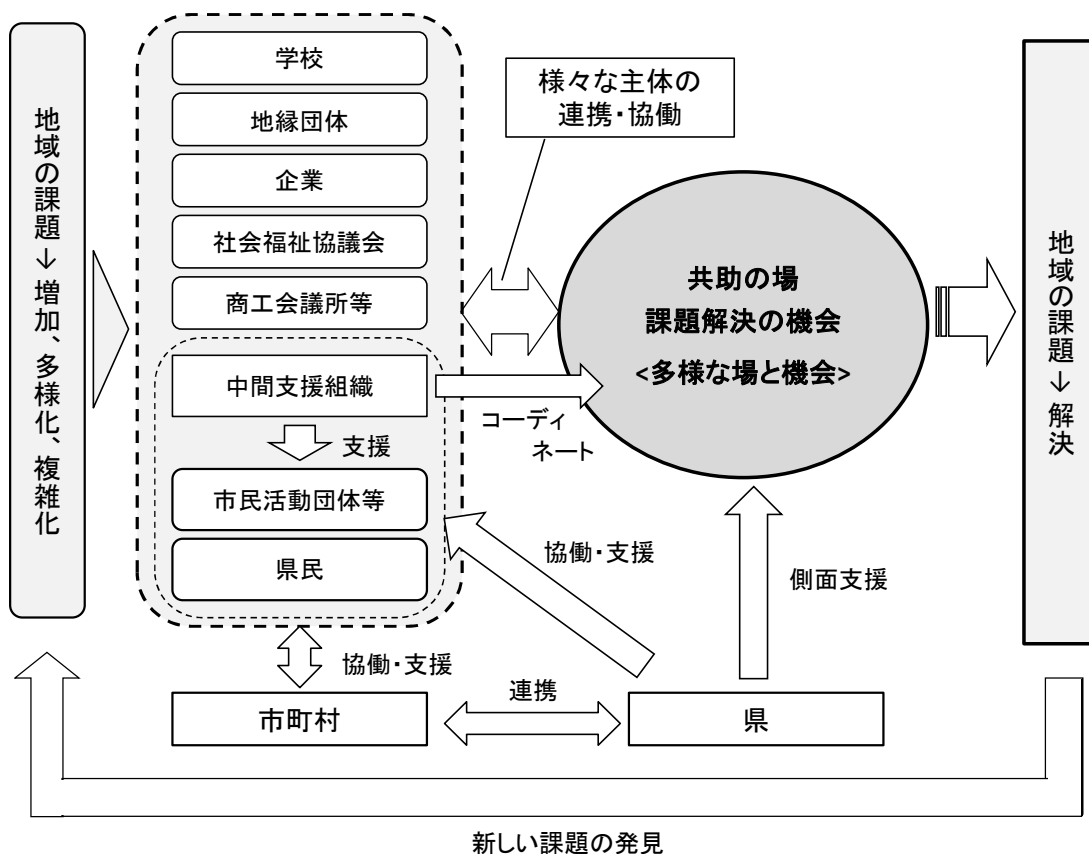 地域の課題→増加、多様化、複雑化
学校
地縁団体
企業
社会福祉協議会
商工会議所等
中間支援組織
支援
市民活動団体等
県民
様々な主体の
連携・協働
共助の場
課題解決の機会
<多様な場と機会>
コーディ
ネート
協働・支援
側面支援
協働・支援
市町村
連携
県
地域の課題→解決
新しい課題の発見